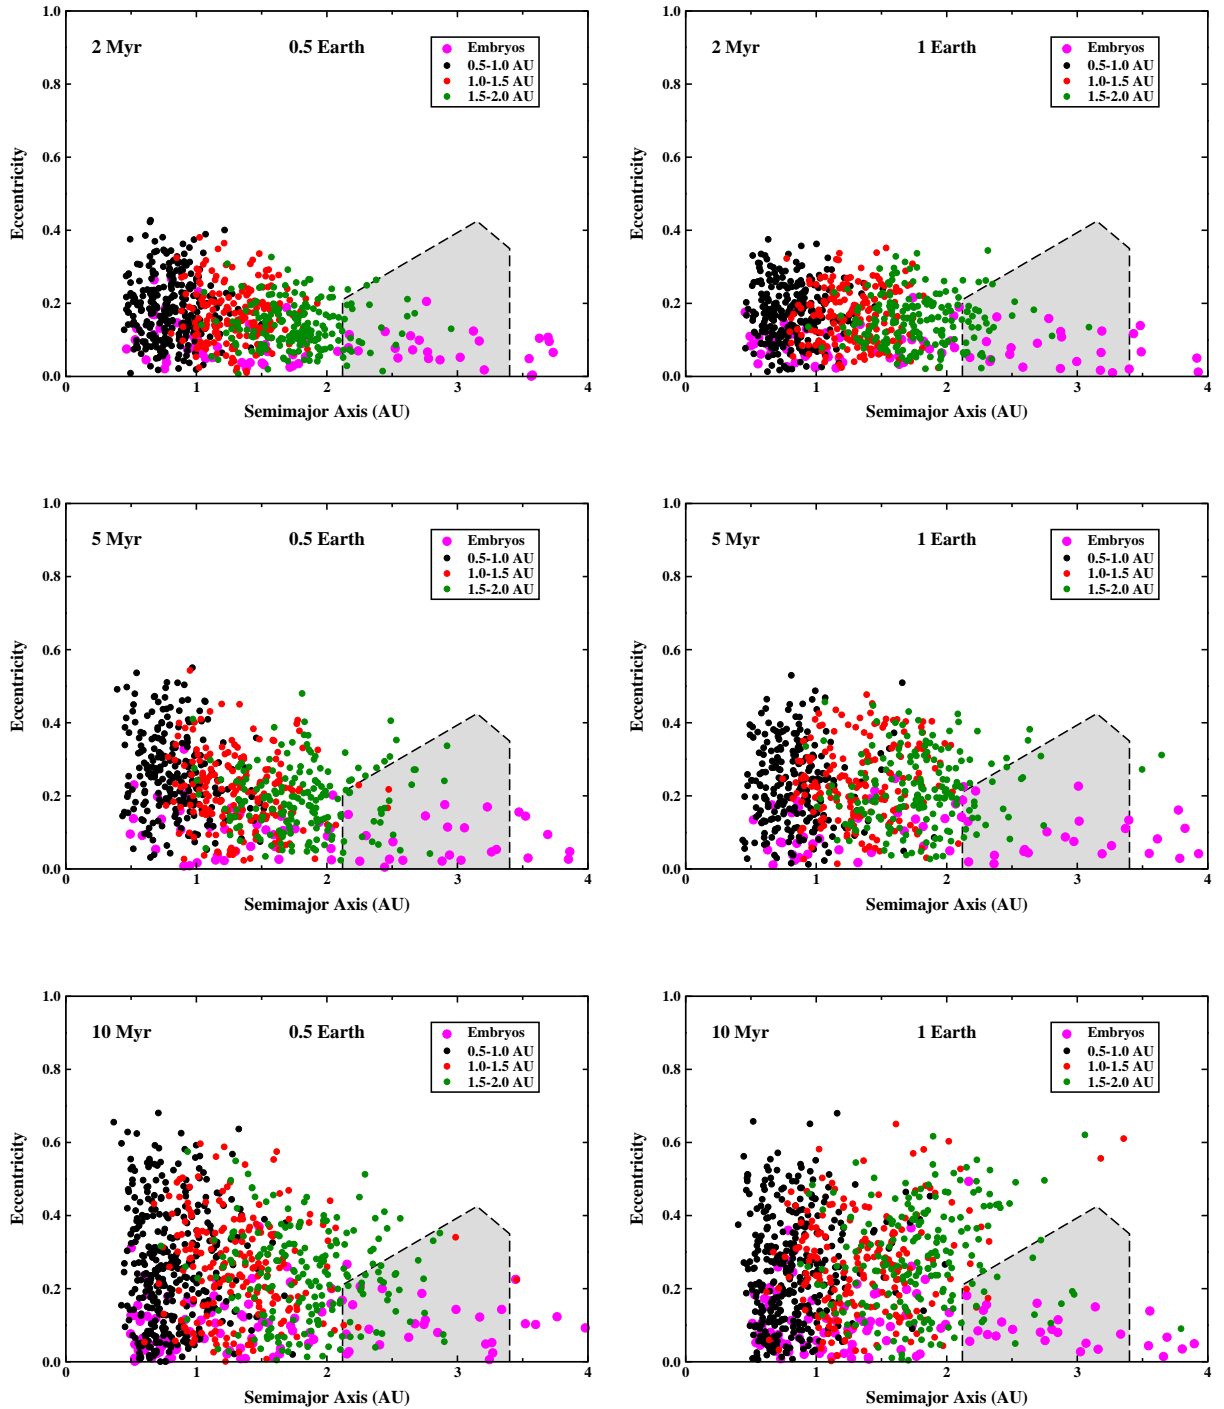 1.0
0.8
0.6
0.4
0.2
0.0
Eccentricity
2 Myr 0.5 Earth
Embryos
0.5-1.0 AU
1.0-1.5 AU
1.5-2.0 AU
0 1 2 3 4
Semimajor Axis (AU)
1.0
0.8
0.6
0.4
0.2
0.0
Eccentricity
2 Myr 1 Earth
Embryos
0.5-1.0 AU
1.0-1.5 AU
1.5-2.0 AU
0 1 2 3 4
Semimajor Axis (AU)
1.0
0.8
0.6
0.4
0.2
0.0
Eccentricity
5 Myr 0.5 Earth
Embryos
0.5-1.0 AU
1.0-1.5 AU
1.5-2.0 AU
0 1 2 3 4
Semimajor Axis (AU)
1.0
0.8
0.6
0.4
0.2
0.0
Eccentricity
5 Myr 1 Earth
Embryos
0.5-1.0 AU
1.0-1.5 AU
1.5-2.0 AU
0 1 2 3 4
Semimajor Axis (AU)
1.0
0.8
0.6
0.4
0.2
0.0
Eccentricity
10 Myr 0.5 Earth
Embryos
0.5-1.0 AU
1.0-1.5 AU
1.5-2.0 AU
0 1 2 3 4
Semimajor Axis (AU)
1.0
0.8
0.6
0.4
0.2
0.0
Eccentricity
10 Myr 1 Earth
Embryos
0.5-1.0 AU
1.0-1.5 AU
1.5-2.0 AU
0 1 2 3 4
Semimajor Axis (AU)